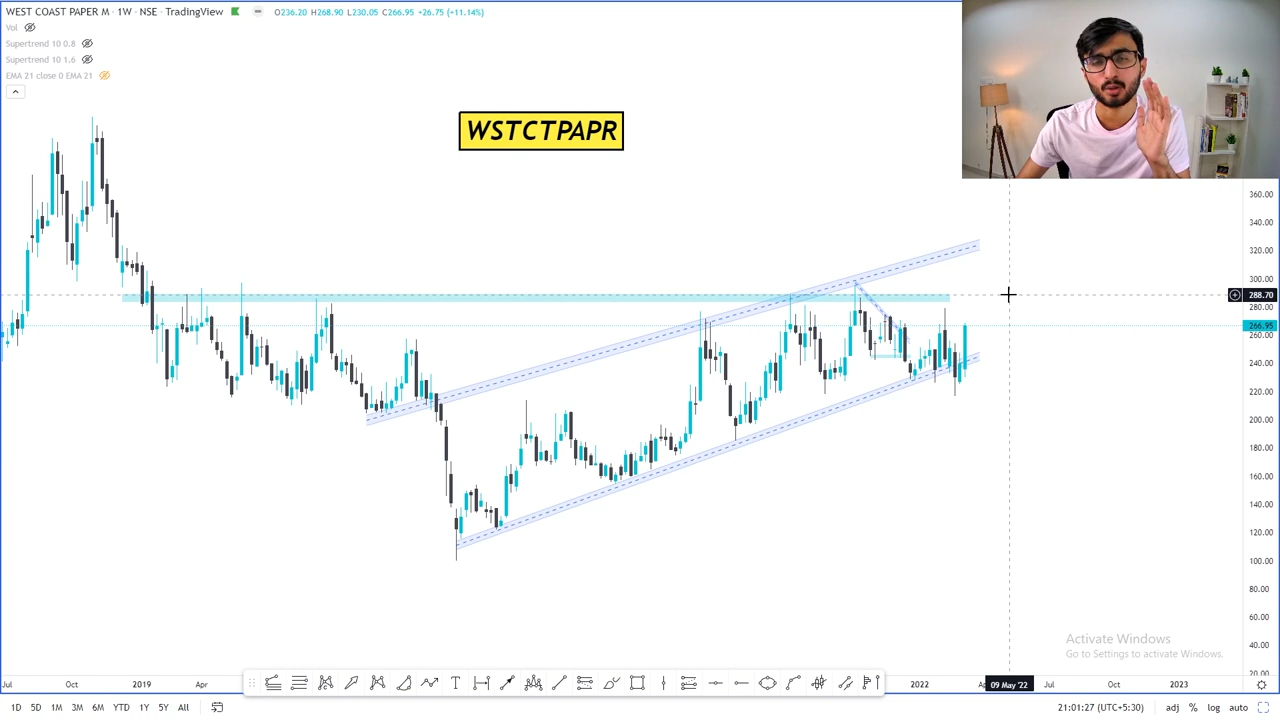 WEST COAST PAPER M · 1W · NSE · TradingView O236.20 H268.90 L230.05 C266.95 +26.75 (+11.14%)
Vol
Supertrend 10 0.8
Supertrend 10 1.6
EMA 21 close 0 EMA 21
WSTCTPAPR
360.00
340.00
320.00
300.00
288.70
280.00
266.95
260.00
240.00
220.00
200.00
180.00
160.00
140.00
120.00
100.00
80.00
60.00
40.00
20.00
Activate Windows
Go to Settings to activate Windows.
Jul Oct 2019 Apr 2022 09 May '22 Jul Oct 2023
1D 5D 1M 3M 6M YTD 1Y 5Y All 21:01:27 (UTC+5:30) adj % log auto